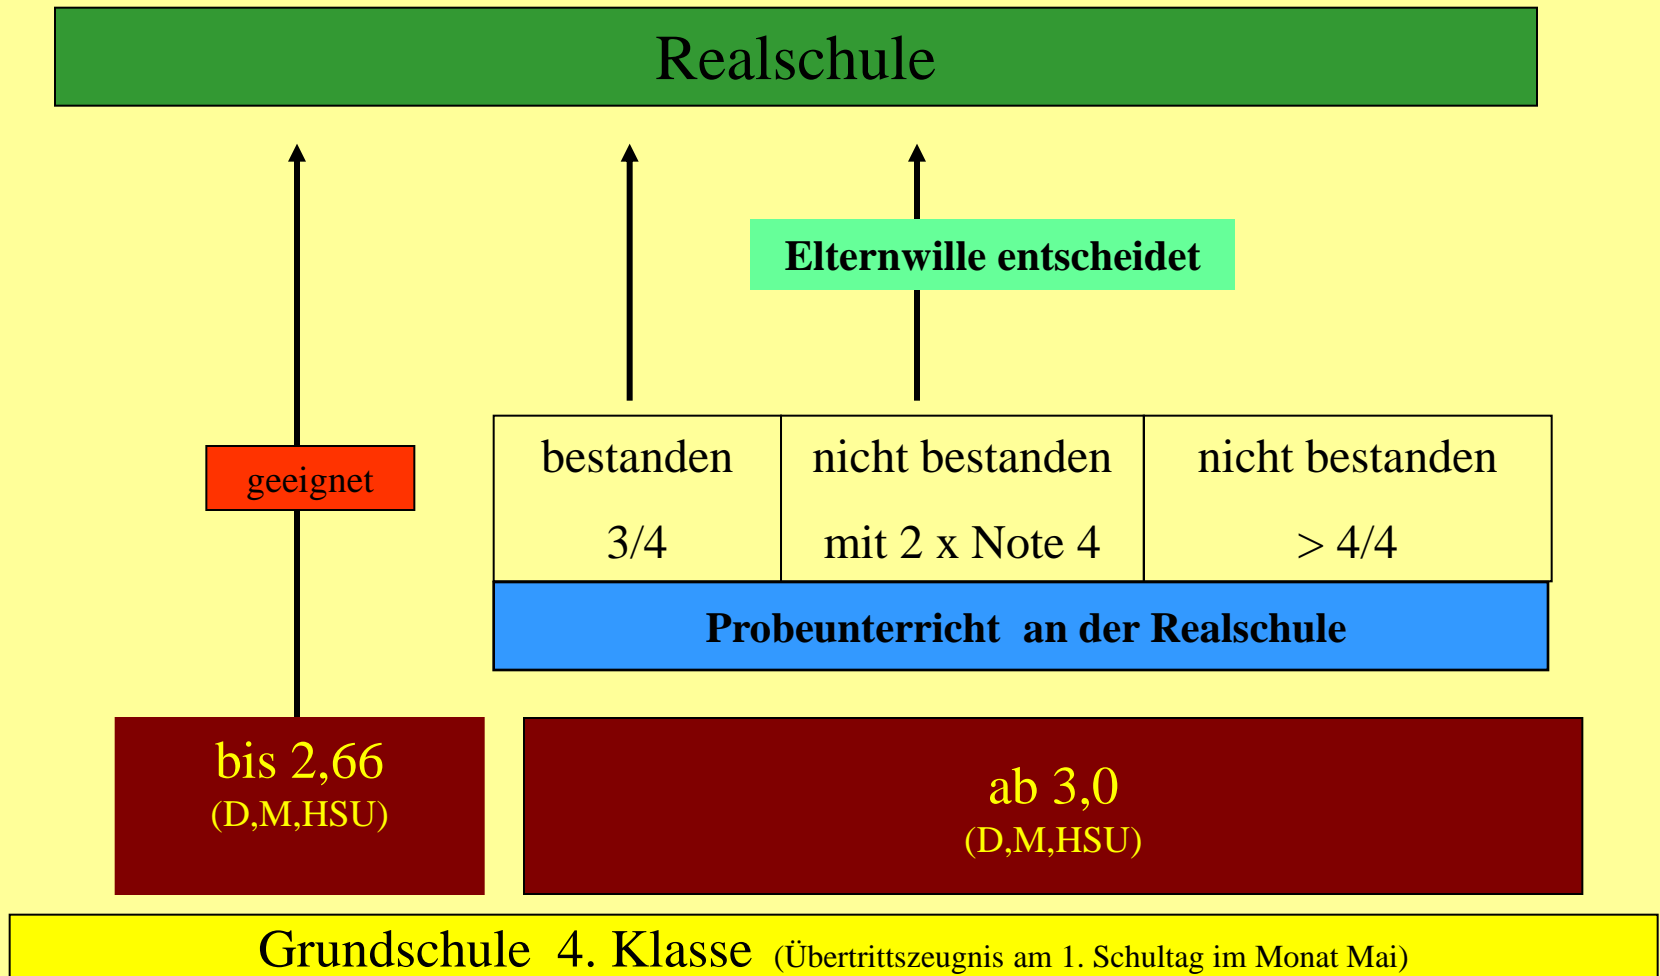 Realschule
Elternwille entscheidet
geeignet
bestanden
3/4
nicht bestanden
mit 2 x Note 4
nicht bestanden
> 4/4
Probeunterricht an der Realschule
bis 2,66
(D,M,HSU)
ab 3,0
(D,M,HSU)
Grundschule 4. Klasse (Übertrittszeugnis am 1. Schultag im Monat Mai)